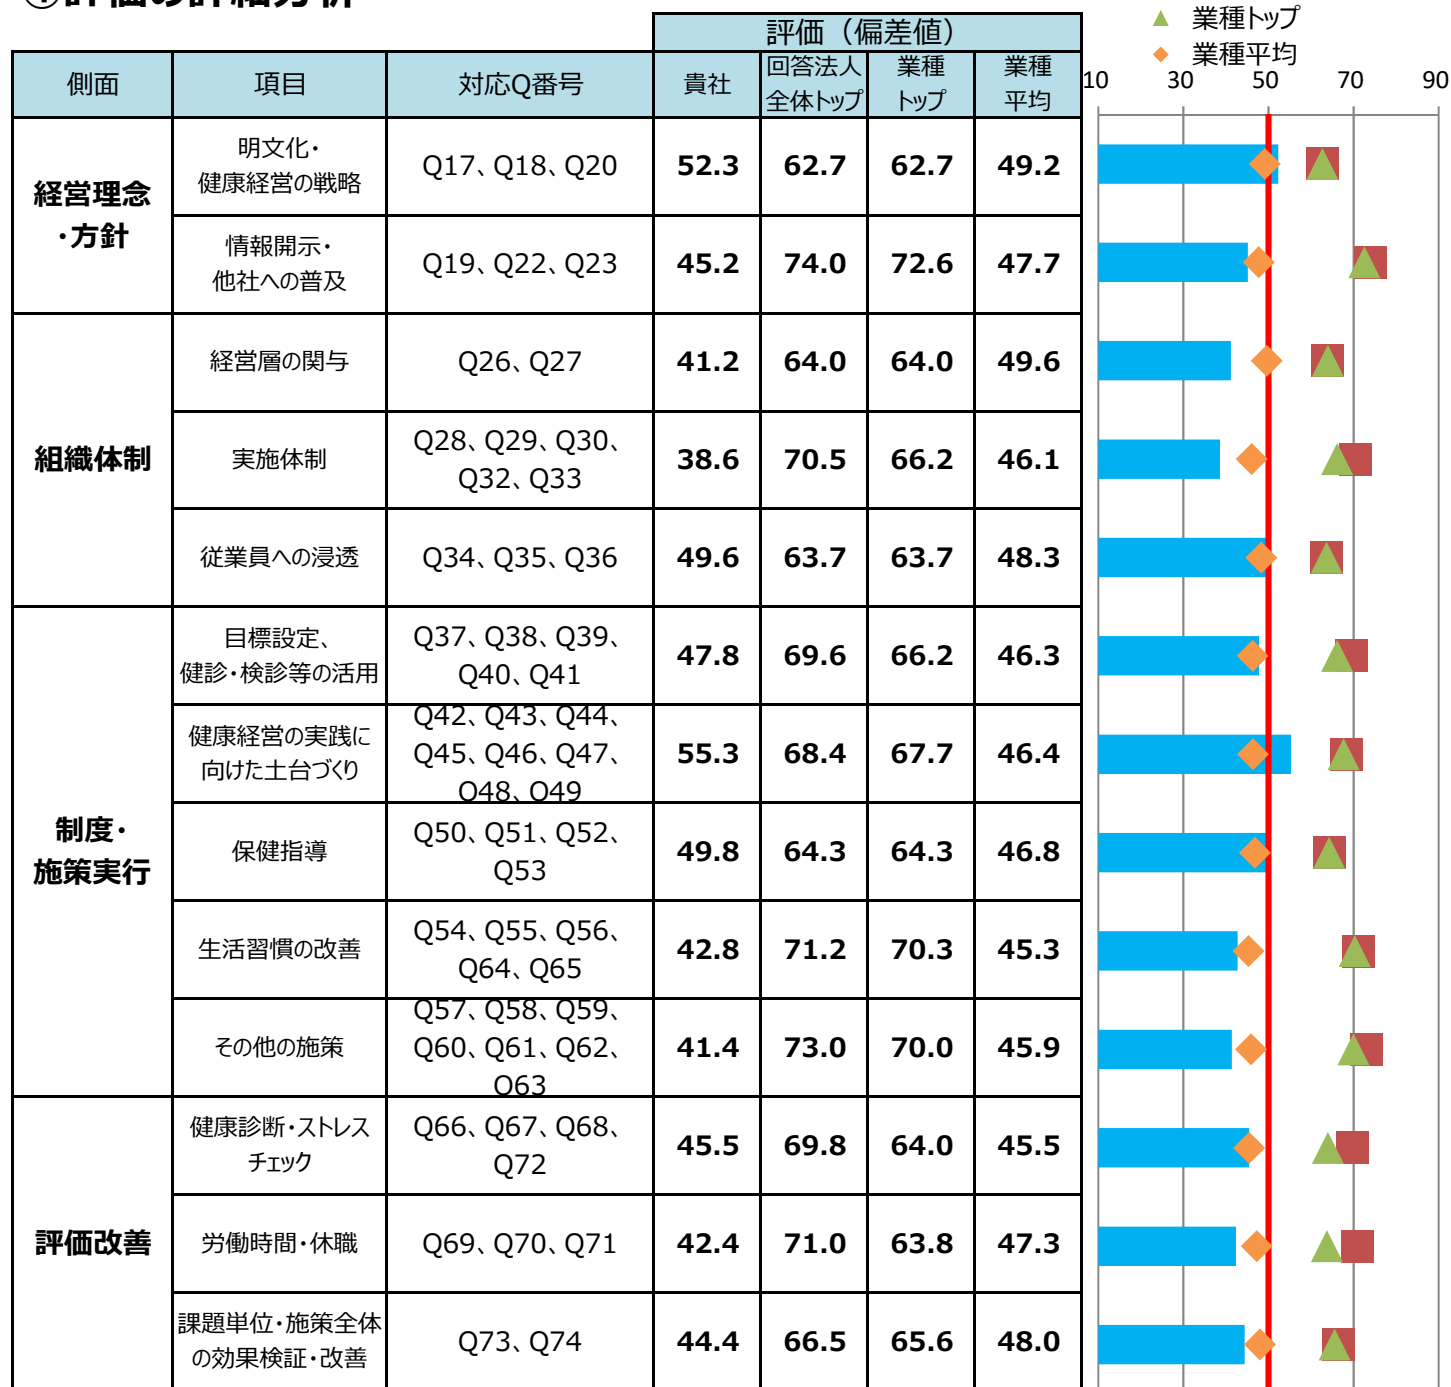 ①評価の詳細分析
▲ 業種トップ
◆ 業種平均
評価（偏差値）
側面 項目 対応Q番号 貴社 回答法人 業種 業種
全体トップ トップ 平均
10 30 50 70 90
経営理念
・方針
明文化・
健康経営の戦略
Q17、Q18、Q20 52.3 62.7 62.7 49.2
情報開示・
他社への普及
Q19、Q22、Q23 45.2 74.0 72.6 47.7
組織体制
経営層の関与 Q26、Q27 41.2 64.0 64.0 49.6
実施体制
Q28、Q29、Q30、
Q32、Q33
38.6 70.5 66.2 46.1
従業員への浸透 Q34、Q35、Q36 49.6 63.7 63.7 48.3
制度・
施策実行
目標設定、
健診・検診等の活用
Q37、Q38、Q39、
Q40、Q41
47.8 69.6 66.2 46.3
健康経営の実践に
向けた土台づくり
Q42、Q43、Q44、
Q45、Q46、Q47、
Q48、Q49
55.3 68.4 67.7 46.4
保健指導
Q50、Q51、Q52、
Q53
49.8 64.3 64.3 46.8
生活習慣の改善
Q54、Q55、Q56、
Q64、Q65
42.8 71.2 70.3 45.3
その他の施策
Q57、Q58、Q59、
Q60、Q61、Q62、
Q63
41.4 73.0 70.0 45.9
評価改善
健康診断・ストレス
チェック
Q66、Q67、Q68、
Q72
45.5 69.8 64.0 45.5
労働時間・休職 Q69、Q70、Q71 42.4 71.0 63.8 47.3
課題単位・施策全体
の効果検証・改善
Q73、Q74 44.4 66.5 65.6 48.0